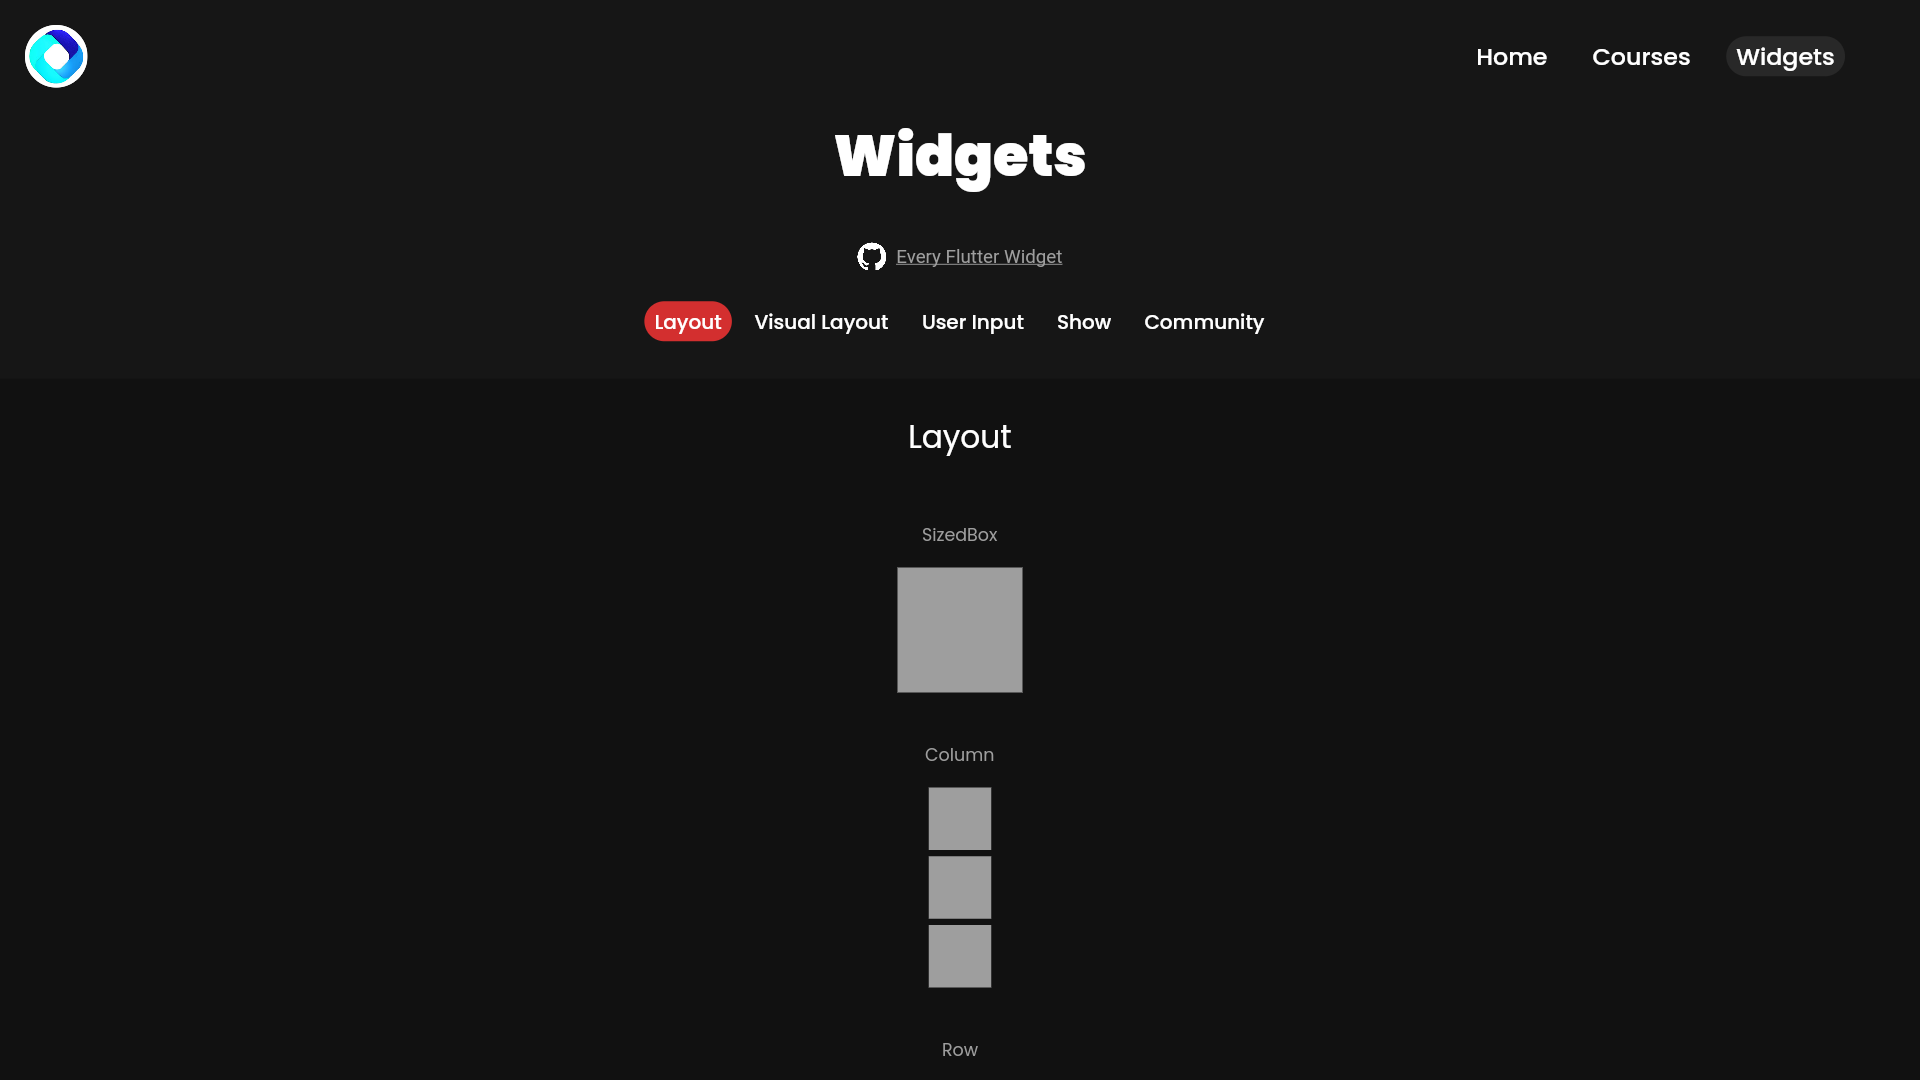 Home Courses Widgets
Widgets
Every Flutter Widget
Layout Visual Layout User Input Show Community
Layout
SizedBox
Column
Row